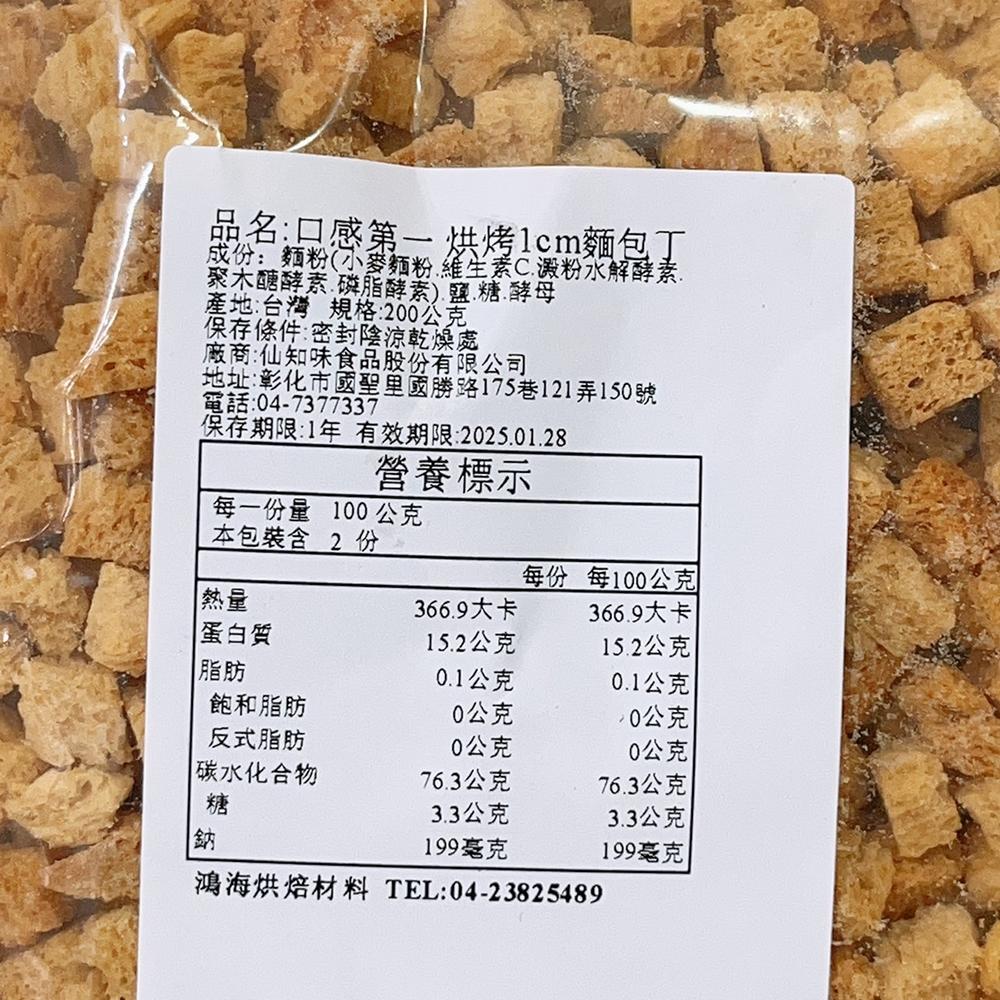 品名:口感第一 烘烤1cm麵包丁
成份: 麵粉(小麥麵粉.維生素C.澱粉水解酵素.
聚木醣酵素.磷脂酵素).鹽.糖.酵母
產地:台灣 規格:200公克
保存條件:密封陰涼乾燥處
廠商:仙知味食品股份有限公司
地址:彰化市國聖里國勝路175巷121弄150號
電話:04-7377337
保存期限:1年 有效期限:2025.01.28
營養標示
每一份量 100 公克
本包裝含 2 份
每份 每100公克
熱量 366.9大卡 366.9大卡
蛋白質 15.2公克 15.2公克
脂肪 0.1公克 0.1公克
飽和脂肪 0公克 0公克
反式脂肪 0公克 0公克
碳水化合物 76.3公克 76.3公克
糖 3.3公克 3.3公克
鈉 199毫克 199毫克
鴻海烘焙材料 TEL:04-23825489